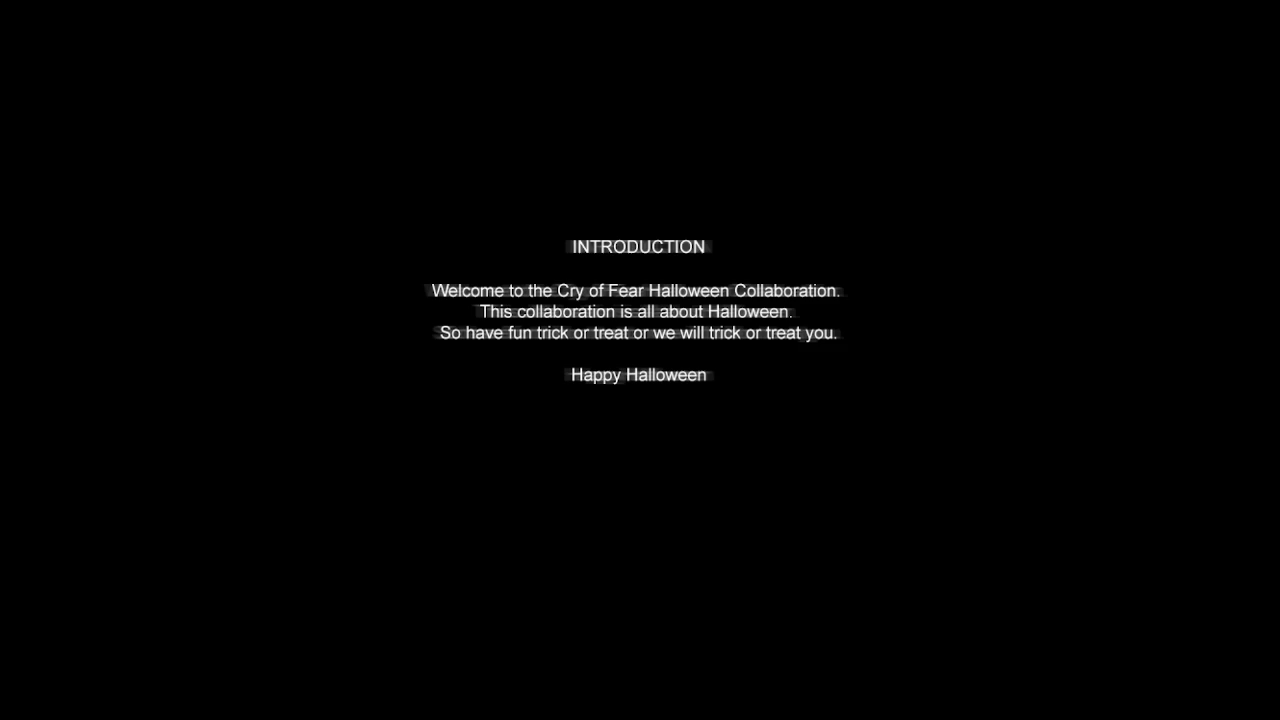 INTRODUCTION
Welcome to the Cry of Fear Halloween Collaboration.
This collaboration is all about Halloween.
So have fun trick or treat or we will trick or treat you.
Happy Halloween